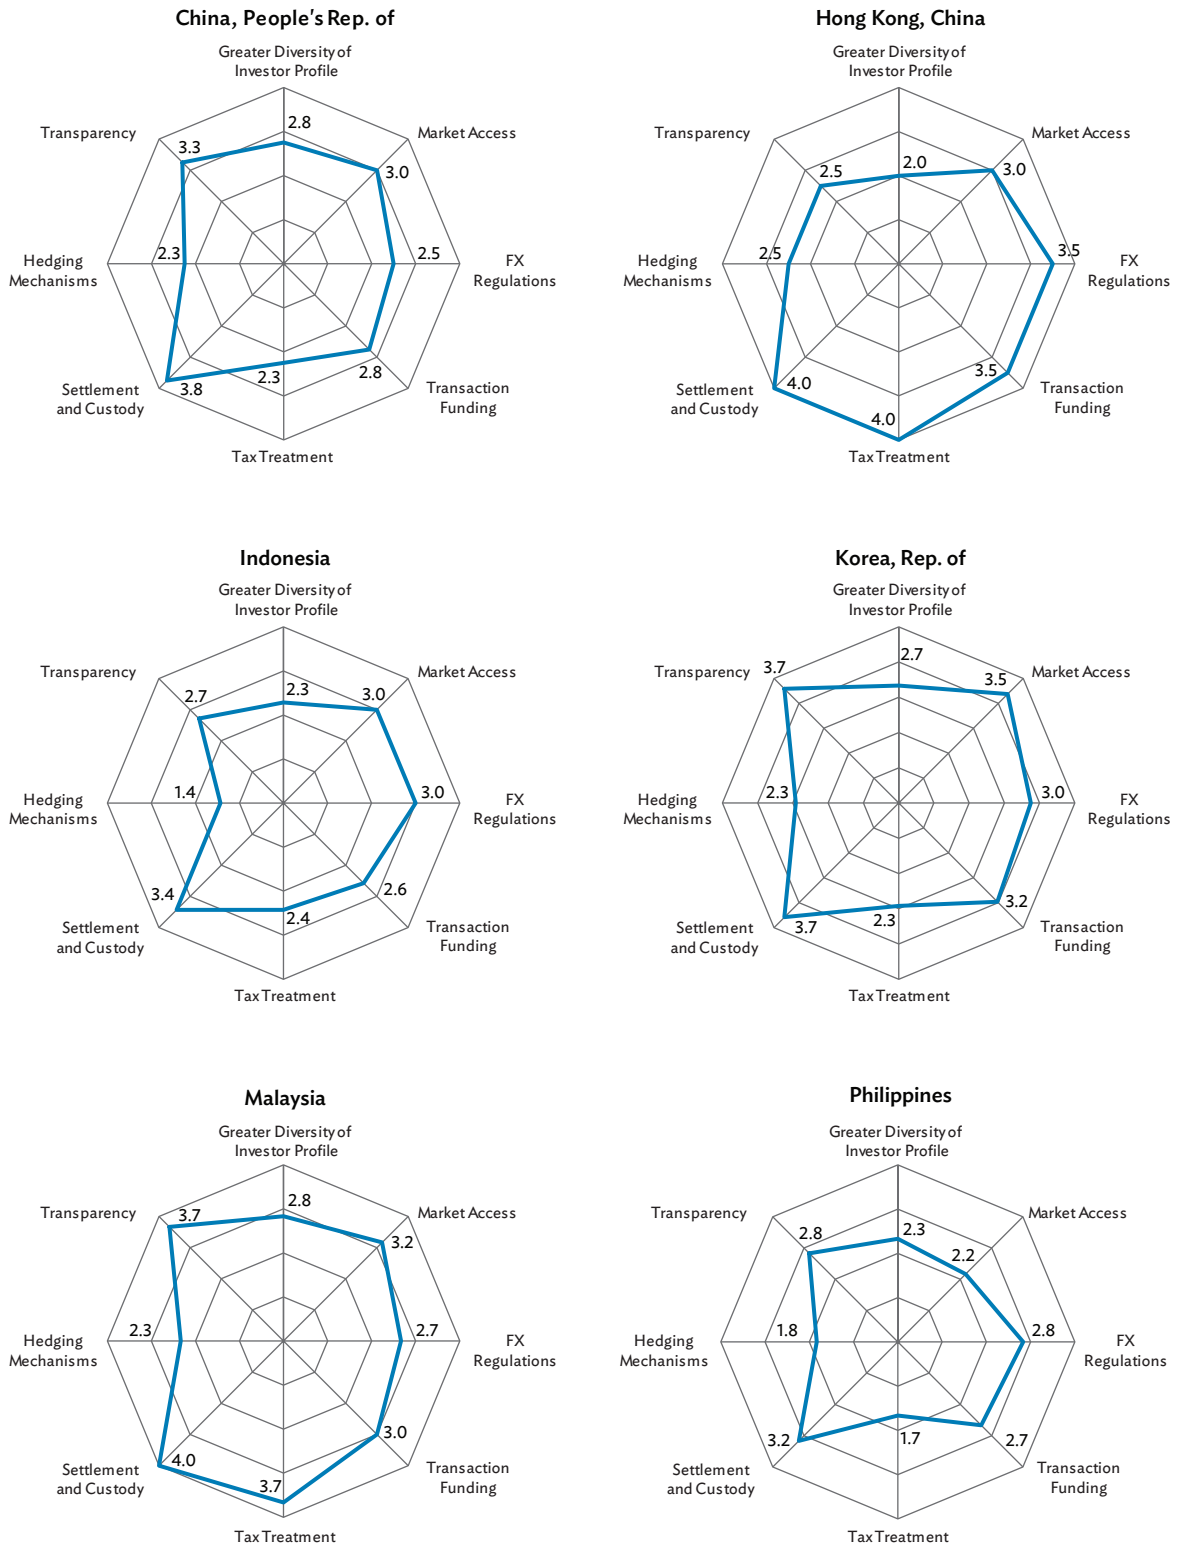 China, People's Rep. of
Greater Diversity of
Investor Profile
Transparency
Market Access
2.8
3.3
3.0
Hedging
Mechanisms
2.3
2.5
FX
Regulations
2.3
2.8
3.8
Settlement
and Custody
Transaction
Funding
Tax Treatment
Hong Kong, China
Greater Diversity of
Investor Profile
Transparency
Market Access
2.5
2.0
3.0
Hedging
Mechanisms
2.5
3.5
FX
Regulations
3.5
4.0
4.0
Settlement
and Custody
Transaction
Funding
Tax Treatment
Indonesia
Greater Diversity of
Investor Profile
Transparency
Market Access
2.7
2.3
3.0
Hedging
Mechanisms
1.4
3.0
FX
Regulations
3.4
2.6
2.4
Settlement
and Custody
Transaction
Funding
Tax Treatment
Korea, Rep. of
Greater Diversity of
Investor Profile
Transparency
Market Access
3.7
2.7
3.5
Hedging
Mechanisms
2.3
3.0
FX
Regulations
3.2
2.3
3.7
Settlement
and Custody
Transaction
Funding
Tax Treatment
Malaysia
Greater Diversity of
Investor Profile
Transparency
Market Access
3.7
2.8
3.2
Hedging
Mechanisms
2.3
2.7
FX
Regulations
3.0
4.0
3.7
Settlement
and Custody
Transaction
Funding
Tax Treatment
Philippines
Greater Diversity of
Investor Profile
Transparency
Market Access
2.8
2.3
2.2
Hedging
Mechanisms
1.8
2.8
FX
Regulations
3.2
1.7
2.7
Settlement
and Custody
Transaction
Funding
Tax Treatment